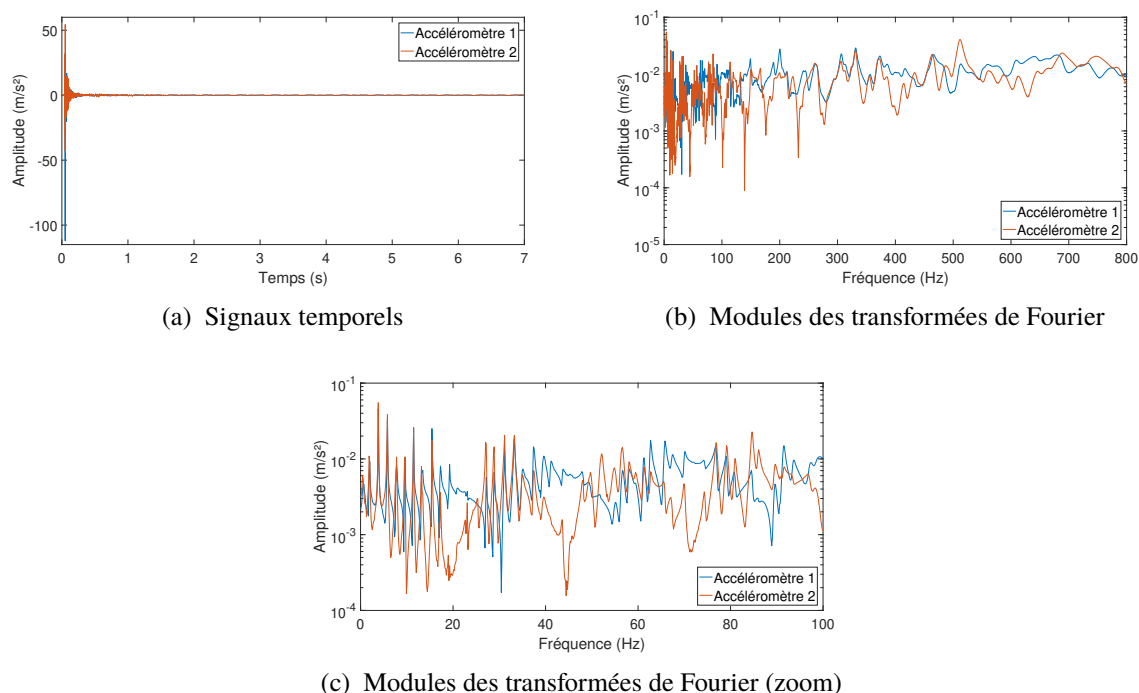 50
0
-50
-100
Amplitude (m/s²)
0 1 2 3 4 5 6 7
Temps (s)
Accéléromètre 1
Accéléromètre 2
(a) Signaux temporels
10⁻¹
10⁻²
10⁻³
10⁻⁴
10⁻⁵
Amplitude (m/s²)
0 100 200 300 400 500 600 700 800
Fréquence (Hz)
Accéléromètre 1
Accéléromètre 2
(b) Modules des transformées de Fourier
10⁻¹
10⁻²
10⁻³
10⁻⁴
Amplitude (m/s²)
0 20 40 60 80 100
Fréquence (Hz)
Accéléromètre 1
Accéléromètre 2
(c) Modules des transformées de Fourier (zoom)